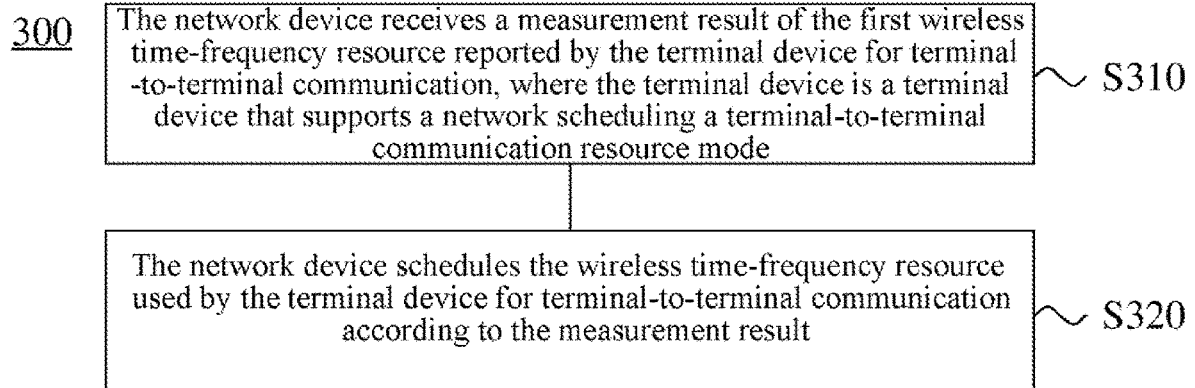 300
The network device receives a measurement result of the first wireless
time-frequency resource reported by the terminal device for terminal
-to-terminal communication, where the terminal device is a terminal
device that supports a network scheduling a terminal-to-terminal
communication resource mode
S310
The network device schedules the wireless time-frequency resource
used by the terminal device for terminal-to-terminal communication
according to the measurement result
S320